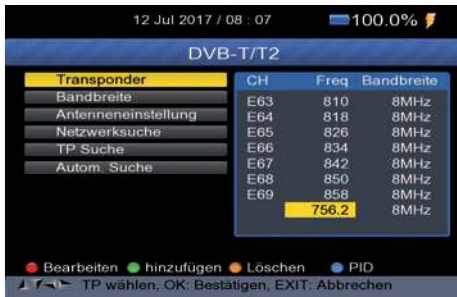 12 Jul 2017 / 08 : 07 100.0%
DVB-T/T2
Transponder
Bandbreite
Antenneneinstellung
Netzwerksuche
TP Suche
Autom. Suche
CH Freq Bandbreite
E63 810 8MHz
E64 818 8MHz
E65 826 8MHz
E66 834 8MHz
E67 842 8MHz
E68 850 8MHz
E69 858 8MHz
756.2 8MHz
Bearbeiten hinzufügen Löschen PID
TP wählen, OK: Bestätigen, EXIT: Abbrechen